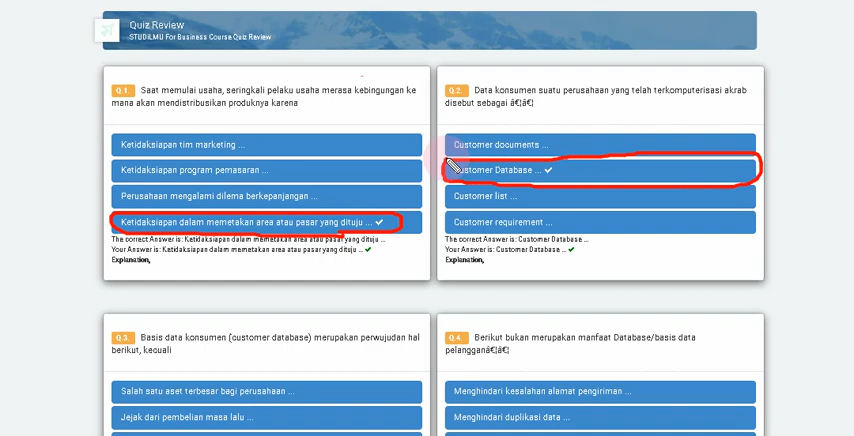 Quiz Review
STUDiLMU For Business Course Quiz Review
Q.1. Saat memulai usaha, seringkali pelaku usaha merasa kebingungan ke
mana akan mendistribusikan produknya karena
Ketidaksiapan tim marketing ...
Ketidaksiapan program pemasaran ...
Perusahaan mengalami dilema berkepanjangan ...
Ketidaksiapan dalam memetakan area atau pasar yang dituju ... ✔
The correct Answer is: Ketidaksiapan dalam memetakan area atau pasar yang dituju ...
Your Answer is: Ketidaksiapan dalam memetakan area atau pasar yang dituju ... ✔
Explanation,
Q.2. Data konsumen suatu perusahaan yang telah terkomputerisasi akrab
disebut sebagai â€¦â€¦
Customer documents ...
Customer Database ... ✔
Customer list ...
Customer requirement ...
The correct Answer is: Customer Database ...
Your Answer is: Customer Database ... ✔
Explanation,
Q.3. Basis data konsumen (customer database) merupakan perwujudan hal
berikut, kecuali
Salah satu aset terbesar bagi perusahaan ...
Jejak dari pembelian masa lalu ...
Q.4. Berikut bukan merupakan manfaat Database/basis data
pelangganâ€¦â€¦
Menghindari kesalahan alamat pengiriman ...
Menghindari duplikasi data ...